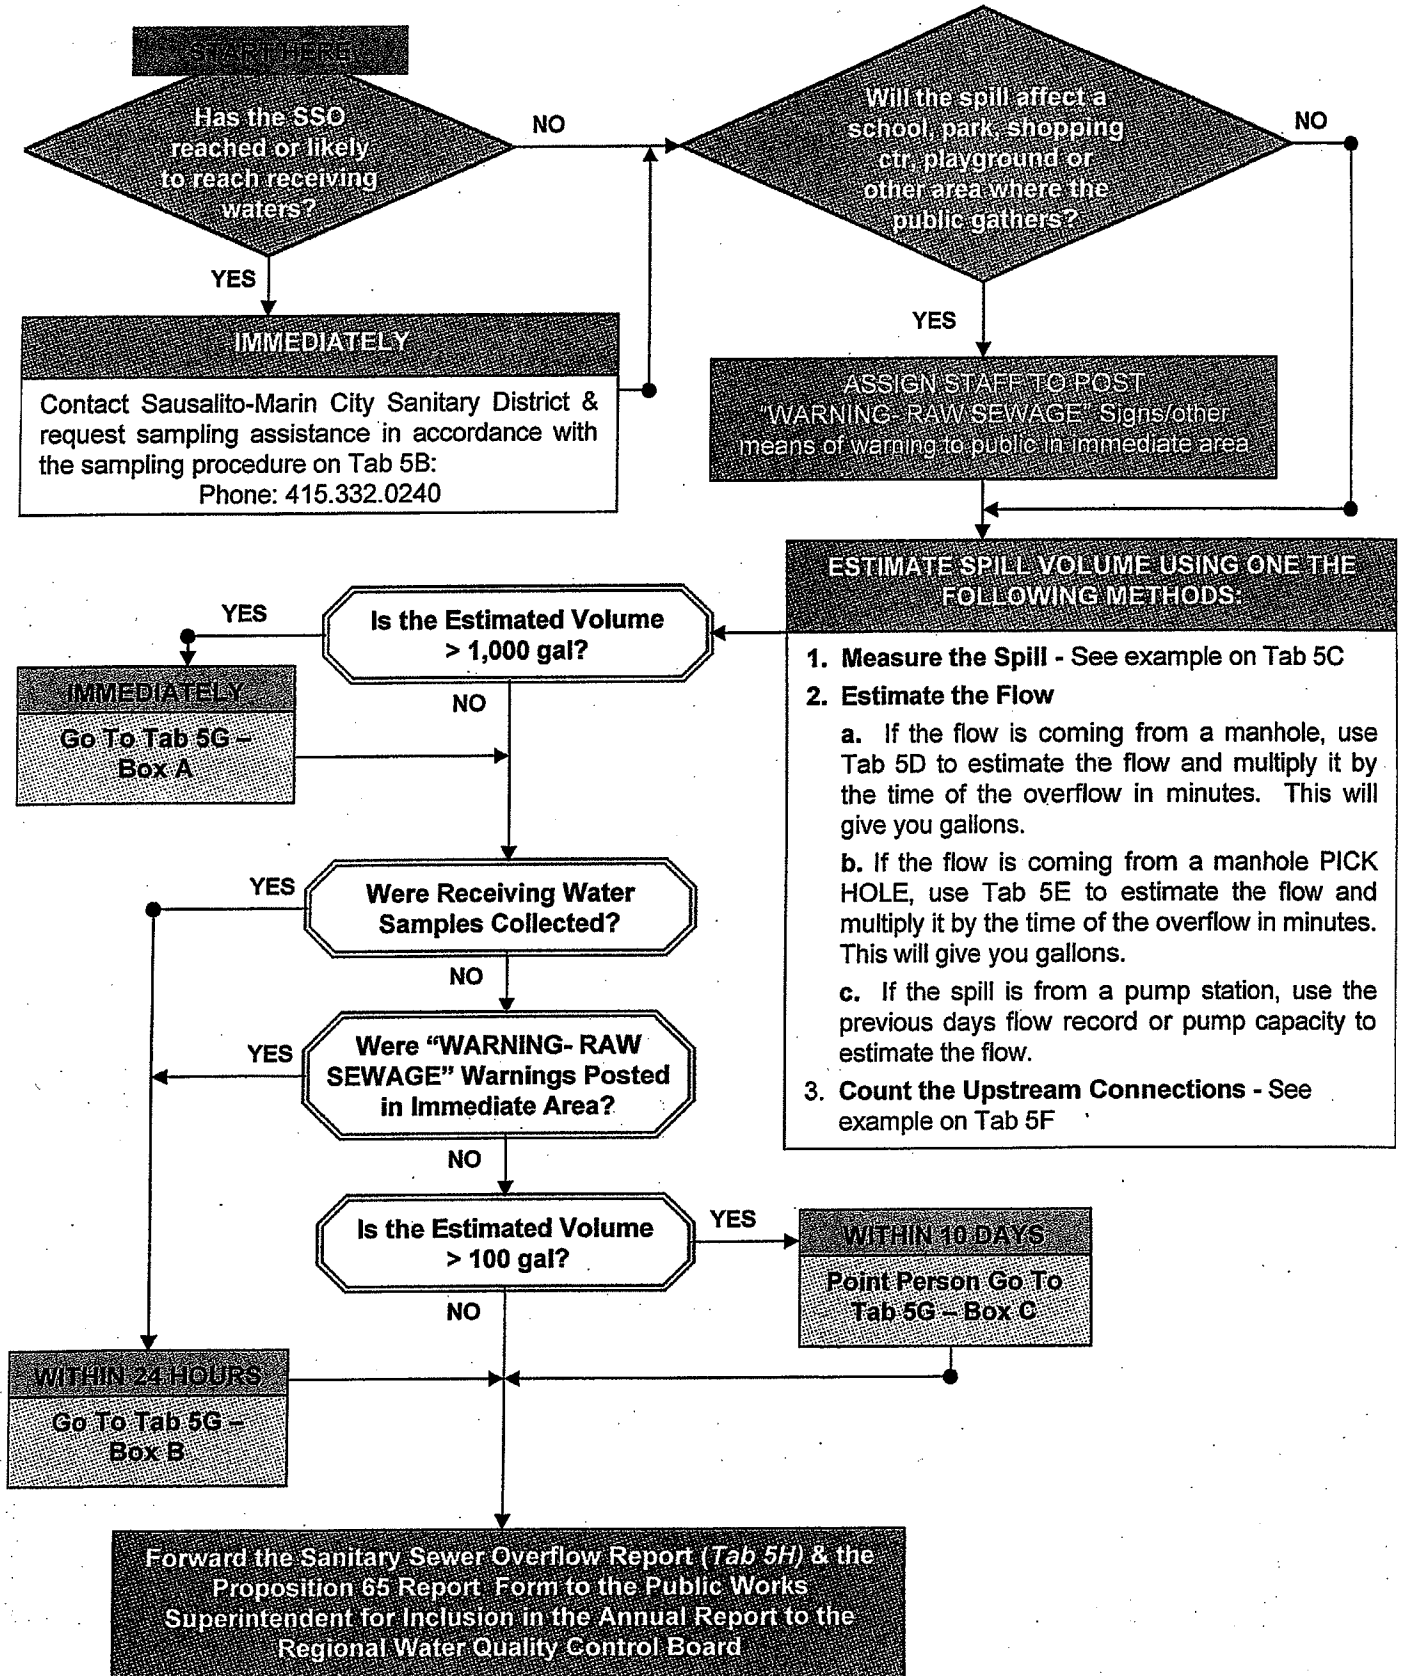 START HERE
Has the SSO
reached or likely
to reach receiving
waters?
NO
YES
IMMEDIATELY
Contact Sausalito-Marin City Sanitary District &
request sampling assistance in accordance with
the sampling procedure on Tab 5B:
Phone: 415.332.0240
Will the spill affect a
school, park, shopping
ctr, playground or
other area where the
public gathers?
NO
YES
ASSIGN STAFF TO POST
"WARNING- RAW SEWAGE" Signs/other
means of warning to public in immediate area
ESTIMATE SPILL VOLUME USING ONE THE
FOLLOWING METHODS:
1. Measure the Spill - See example on Tab 5C
2. Estimate the Flow
a. If the flow is coming from a manhole, use
Tab 5D to estimate the flow and multiply it by
the time of the overflow in minutes. This will
give you gallons.
b. If the flow is coming from a manhole PICK
HOLE, use Tab 5E to estimate the flow and
multiply it by the time of the overflow in minutes.
This will give you gallons.
c. If the spill is from a pump station, use the
previous days flow record or pump capacity to
estimate the flow.
3. Count the Upstream Connections - See
example on Tab 5F
Is the Estimated Volume
> 1,000 gal?
YES
IMMEDIATELY
Go To Tab 5G –
Box A
NO
Were Receiving Water
Samples Collected?
YES
NO
Were "WARNING- RAW
SEWAGE" Warnings Posted
in Immediate Area?
YES
NO
Is the Estimated Volume
> 100 gal?
YES
WITHIN 10 DAYS
Point Person Go To
Tab 5G – Box C
NO
WITHIN 24 HOURS
Go To Tab 5G –
Box B
Forward the Sanitary Sewer Overflow Report (Tab 5H) & the
Proposition 65 Report Form to the Public Works
Superintendent for Inclusion in the Annual Report to the
Regional Water Quality Control Board